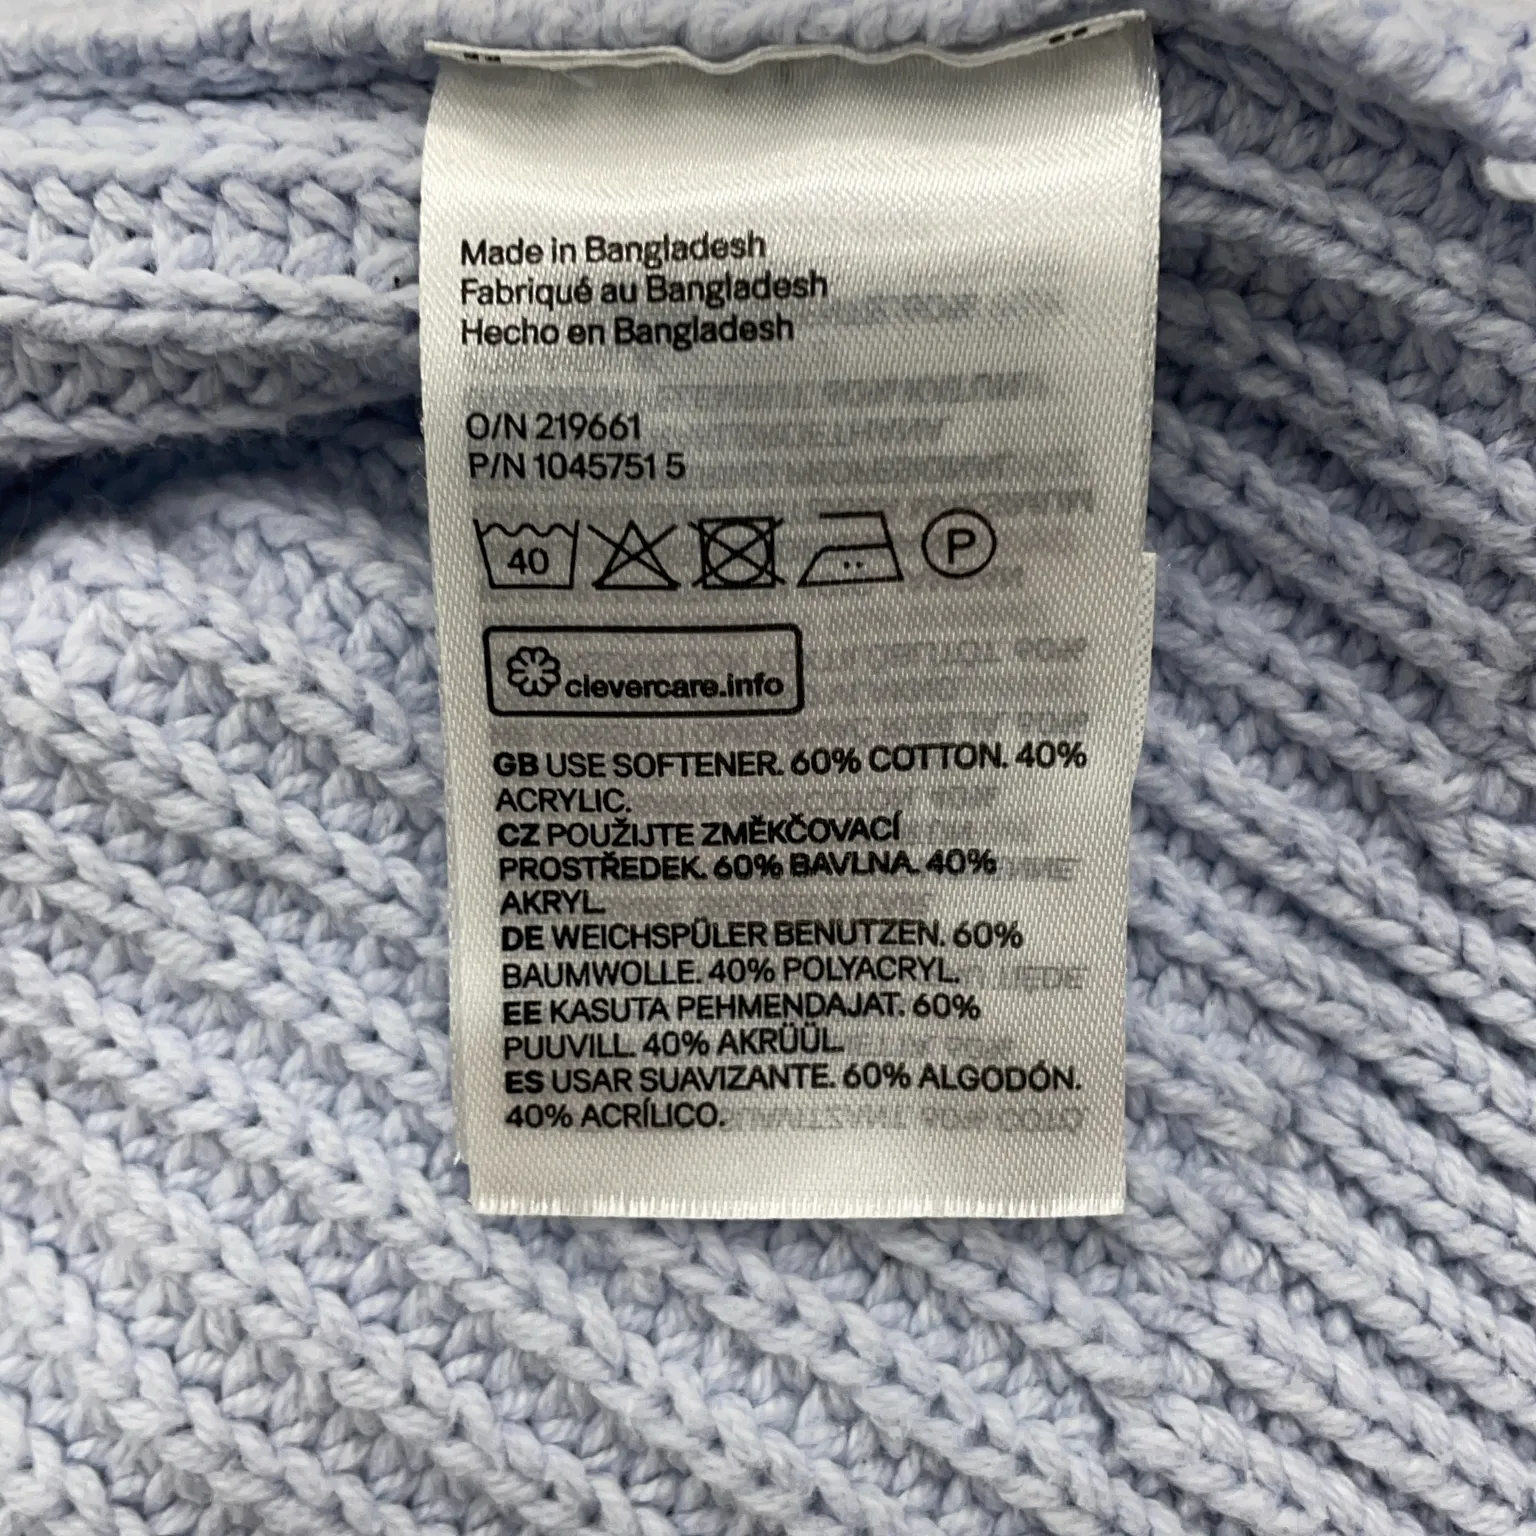 Made in Bangladesh
Fabriqué au Bangladesh
Hecho en Bangladesh
O/N 219661
P/N 1045751 5
40
P
clevercare.info
GB USE SOFTENER. 60% COTTON. 40%
ACRYLIC.
CZ POUŽIJTE ZMĚKČOVACÍ
PROSTŘEDEK. 60% BAVLNA. 40%
AKRYL.
DE WEICHSPÜLER BENUTZEN. 60%
BAUMWOLLE. 40% POLYACRYL.
EE KASUTA PEHMENDAJAT. 60%
PUUVILL. 40% AKRÜÜL.
ES USAR SUAVIZANTE. 60% ALGODÓN.
40% ACRÍLICO.